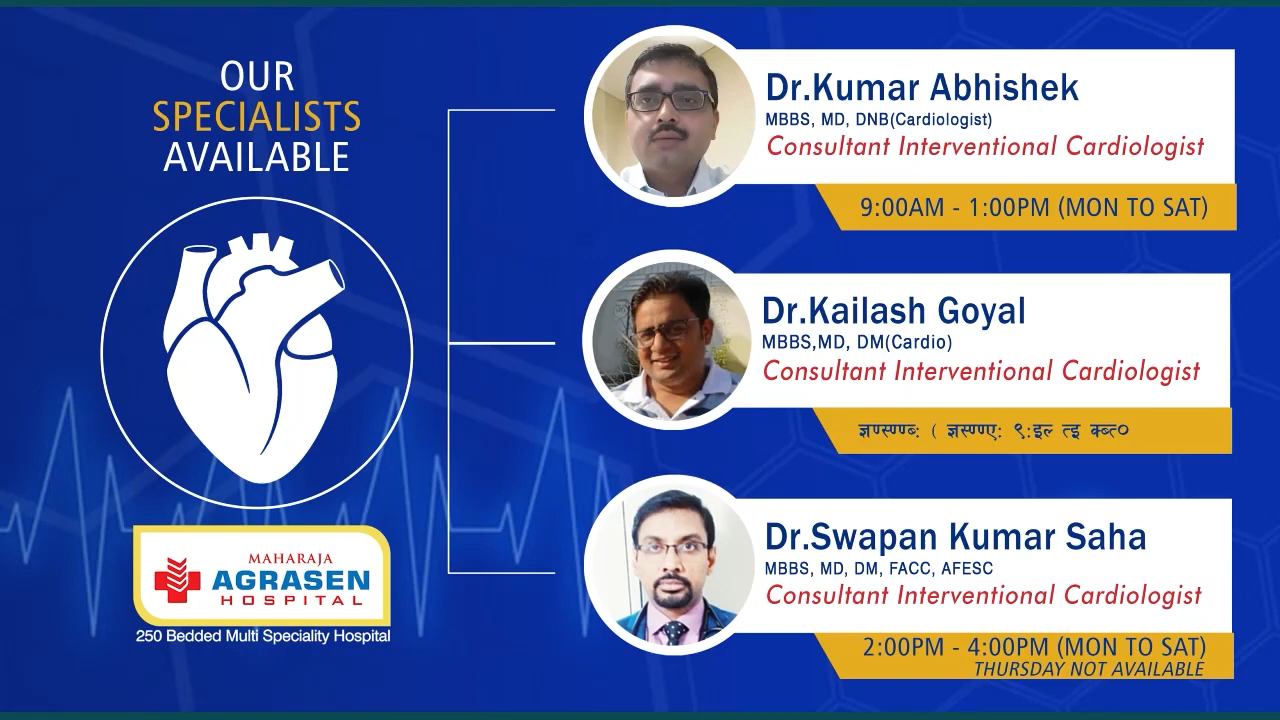 OUR
SPECIALISTS
AVAILABLE
MAHARAJA
AGRASEN
HOSPITAL
250 Bedded Multi Speciality Hospital
Dr.Kumar Abhishek
MBBS, MD, DNB(Cardiologist)
Consultant Interventional Cardiologist
9:00AM - 1:00PM (MON TO SAT)
Dr.Kailash Goyal
MBBS,MD, DM(Cardio)
Consultant Interventional Cardiologist
Dr.Swapan Kumar Saha
MBBS, MD, DM, FACC, AFESC
Consultant Interventional Cardiologist
2:00PM - 4:00PM (MON TO SAT)
THURSDAY NOT AVAILABLE